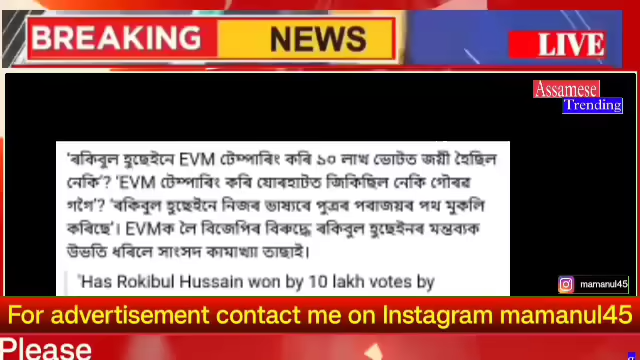 BREAKING NEWS LIVE
Assamese
Trending
'ৰকিবুল হুছেইনে EVM টেম্পাৰিং কৰি ১০ লাখ ভোটত জয়ী হৈছিল
নেকি'? 'EVM টেম্পাৰিং কৰি যোৰহাটত জিকিছিল নেকি গৌৰৱ
গগৈ'? 'ৰকিবুল হুছেইনে নিজৰ ভাষ্যৰে পুত্ৰৰ পৰাজয়ৰ পথ মুকলি
কৰিছে'। EVMক লৈ বিজেপিৰ বিৰুদ্ধে ৰকিবুল হুছেইনৰ মন্তব্যক
উভতি ধৰিলে সাংসদ কামাখ্যা তাছাই।
'Has Rokibul Hussain won by 10 lakh votes by
mamanul45
For advertisement contact me on Instagram mamanul45
Please